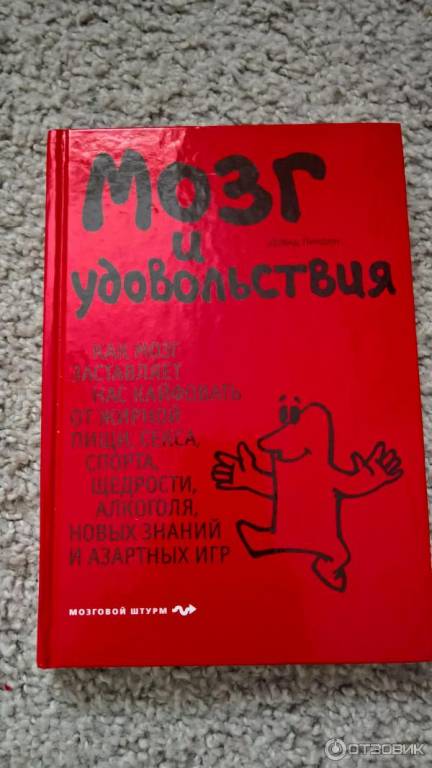 Мозг
Дэвид Линден
и
удовольствия
КАК МОЗГ
ЗАСТАВЛЯЕТ
НАС КАЙФОВАТЬ
ОТ ЖИРНОЙ
ПИЩИ, СЕКСА,
СПОРТА,
ЩЕДРОСТИ,
АЛКОГОЛЯ,
НОВЫХ ЗНАНИЙ
И АЗАРТНЫХ ИГР
МОЗГОВОЙ ШТУРМ
ОТЗОВИК